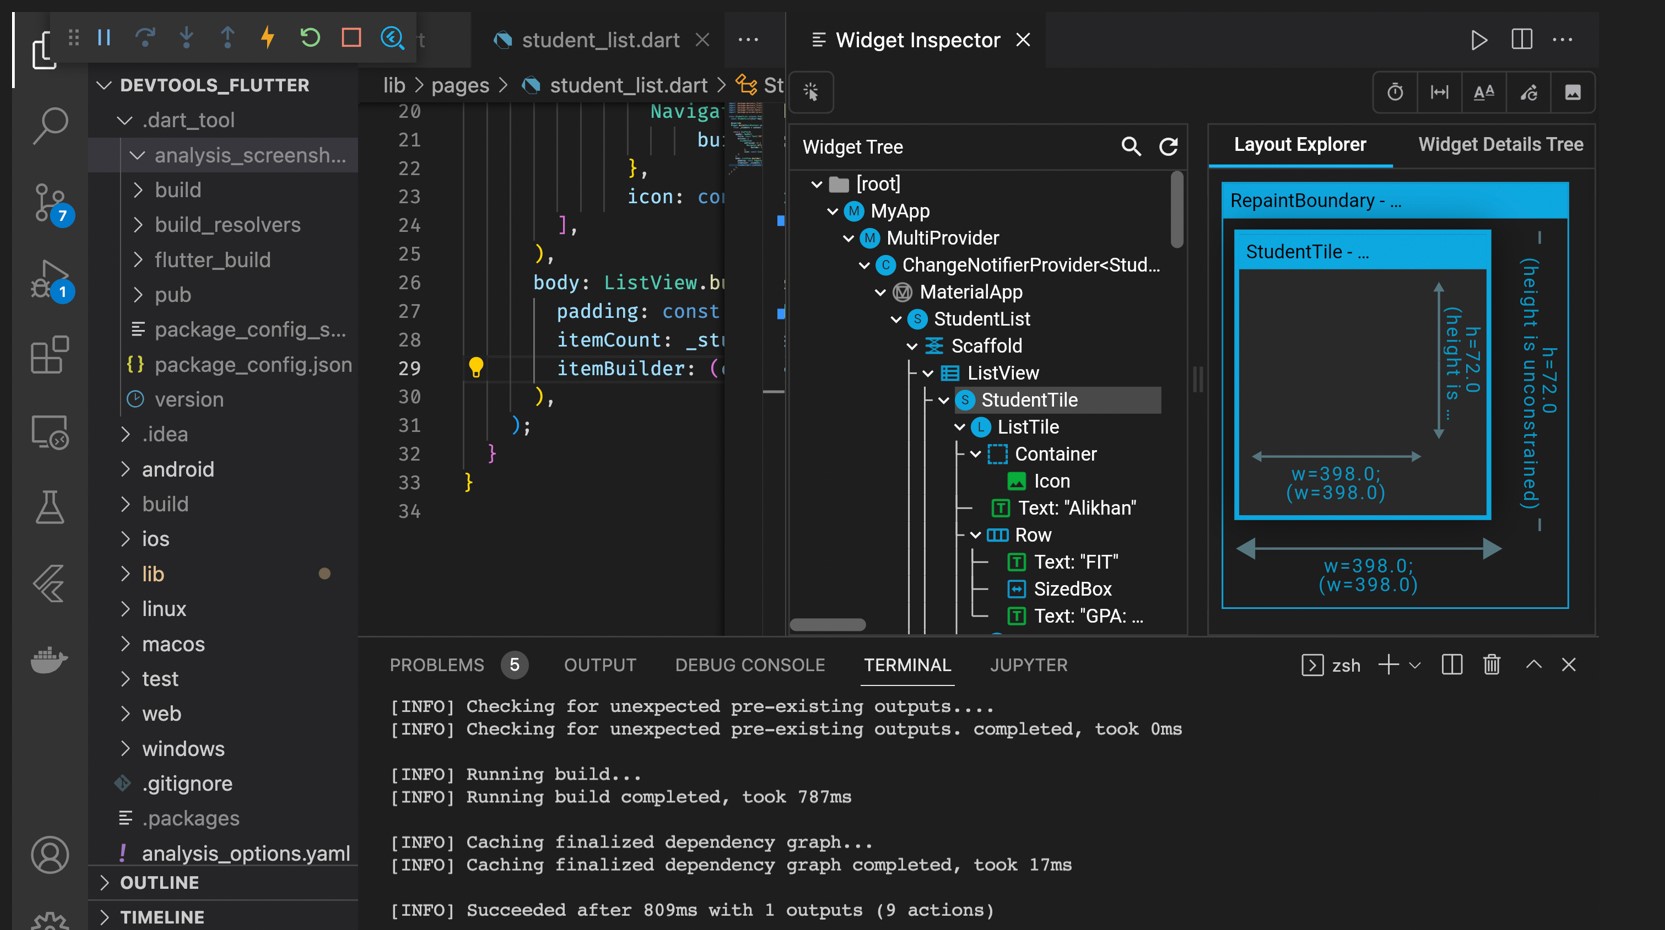 t
student_list.dart
Widget Inspector
DEVTOOLS_FLUTTER
.dart_tool
analysis_screensh...
build
build_resolvers
flutter_build
pub
package_config_s...
{} package_config.json
version
.idea
android
build
ios
lib
linux
macos
test
web
windows
.gitignore
.packages
! analysis_options.yaml
OUTLINE
TIMELINE
7
1
lib > pages > student_list.dart > St
20 Naviga
21 bu
22 },
23 icon: co
24 ],
25 ),
26 body: ListView.bu
27 padding: const
28 itemCount: _stu
29 itemBuilder: (
30 ),
31 );
32 }
33 }
34
AA
Widget Tree
[root]
M MyApp
M MultiProvider
C ChangeNotifierProvider<Stud...
M MaterialApp
S StudentList
Scaffold
ListView
S StudentTile
L ListTile
Container
Icon
T Text: "Alikhan"
Row
T Text: "FIT"
SizedBox
T Text: "GPA: ...
Layout Explorer
Widget Details Tree
RepaintBoundary - ...
StudentTile - ...
h=72.0
(height is ...
w=398.0;
(w=398.0)
h=72.0
(height is unconstrained)
w=398.0;
(w=398.0)
PROBLEMS 5 OUTPUT DEBUG CONSOLE TERMINAL JUPYTER
zsh
[INFO] Checking for unexpected pre-existing outputs....
[INFO] Checking for unexpected pre-existing outputs. completed, took 0ms
[INFO] Running build...
[INFO] Running build completed, took 787ms
[INFO] Caching finalized dependency graph...
[INFO] Caching finalized dependency graph completed, took 17ms
[INFO] Succeeded after 809ms with 1 outputs (9 actions)